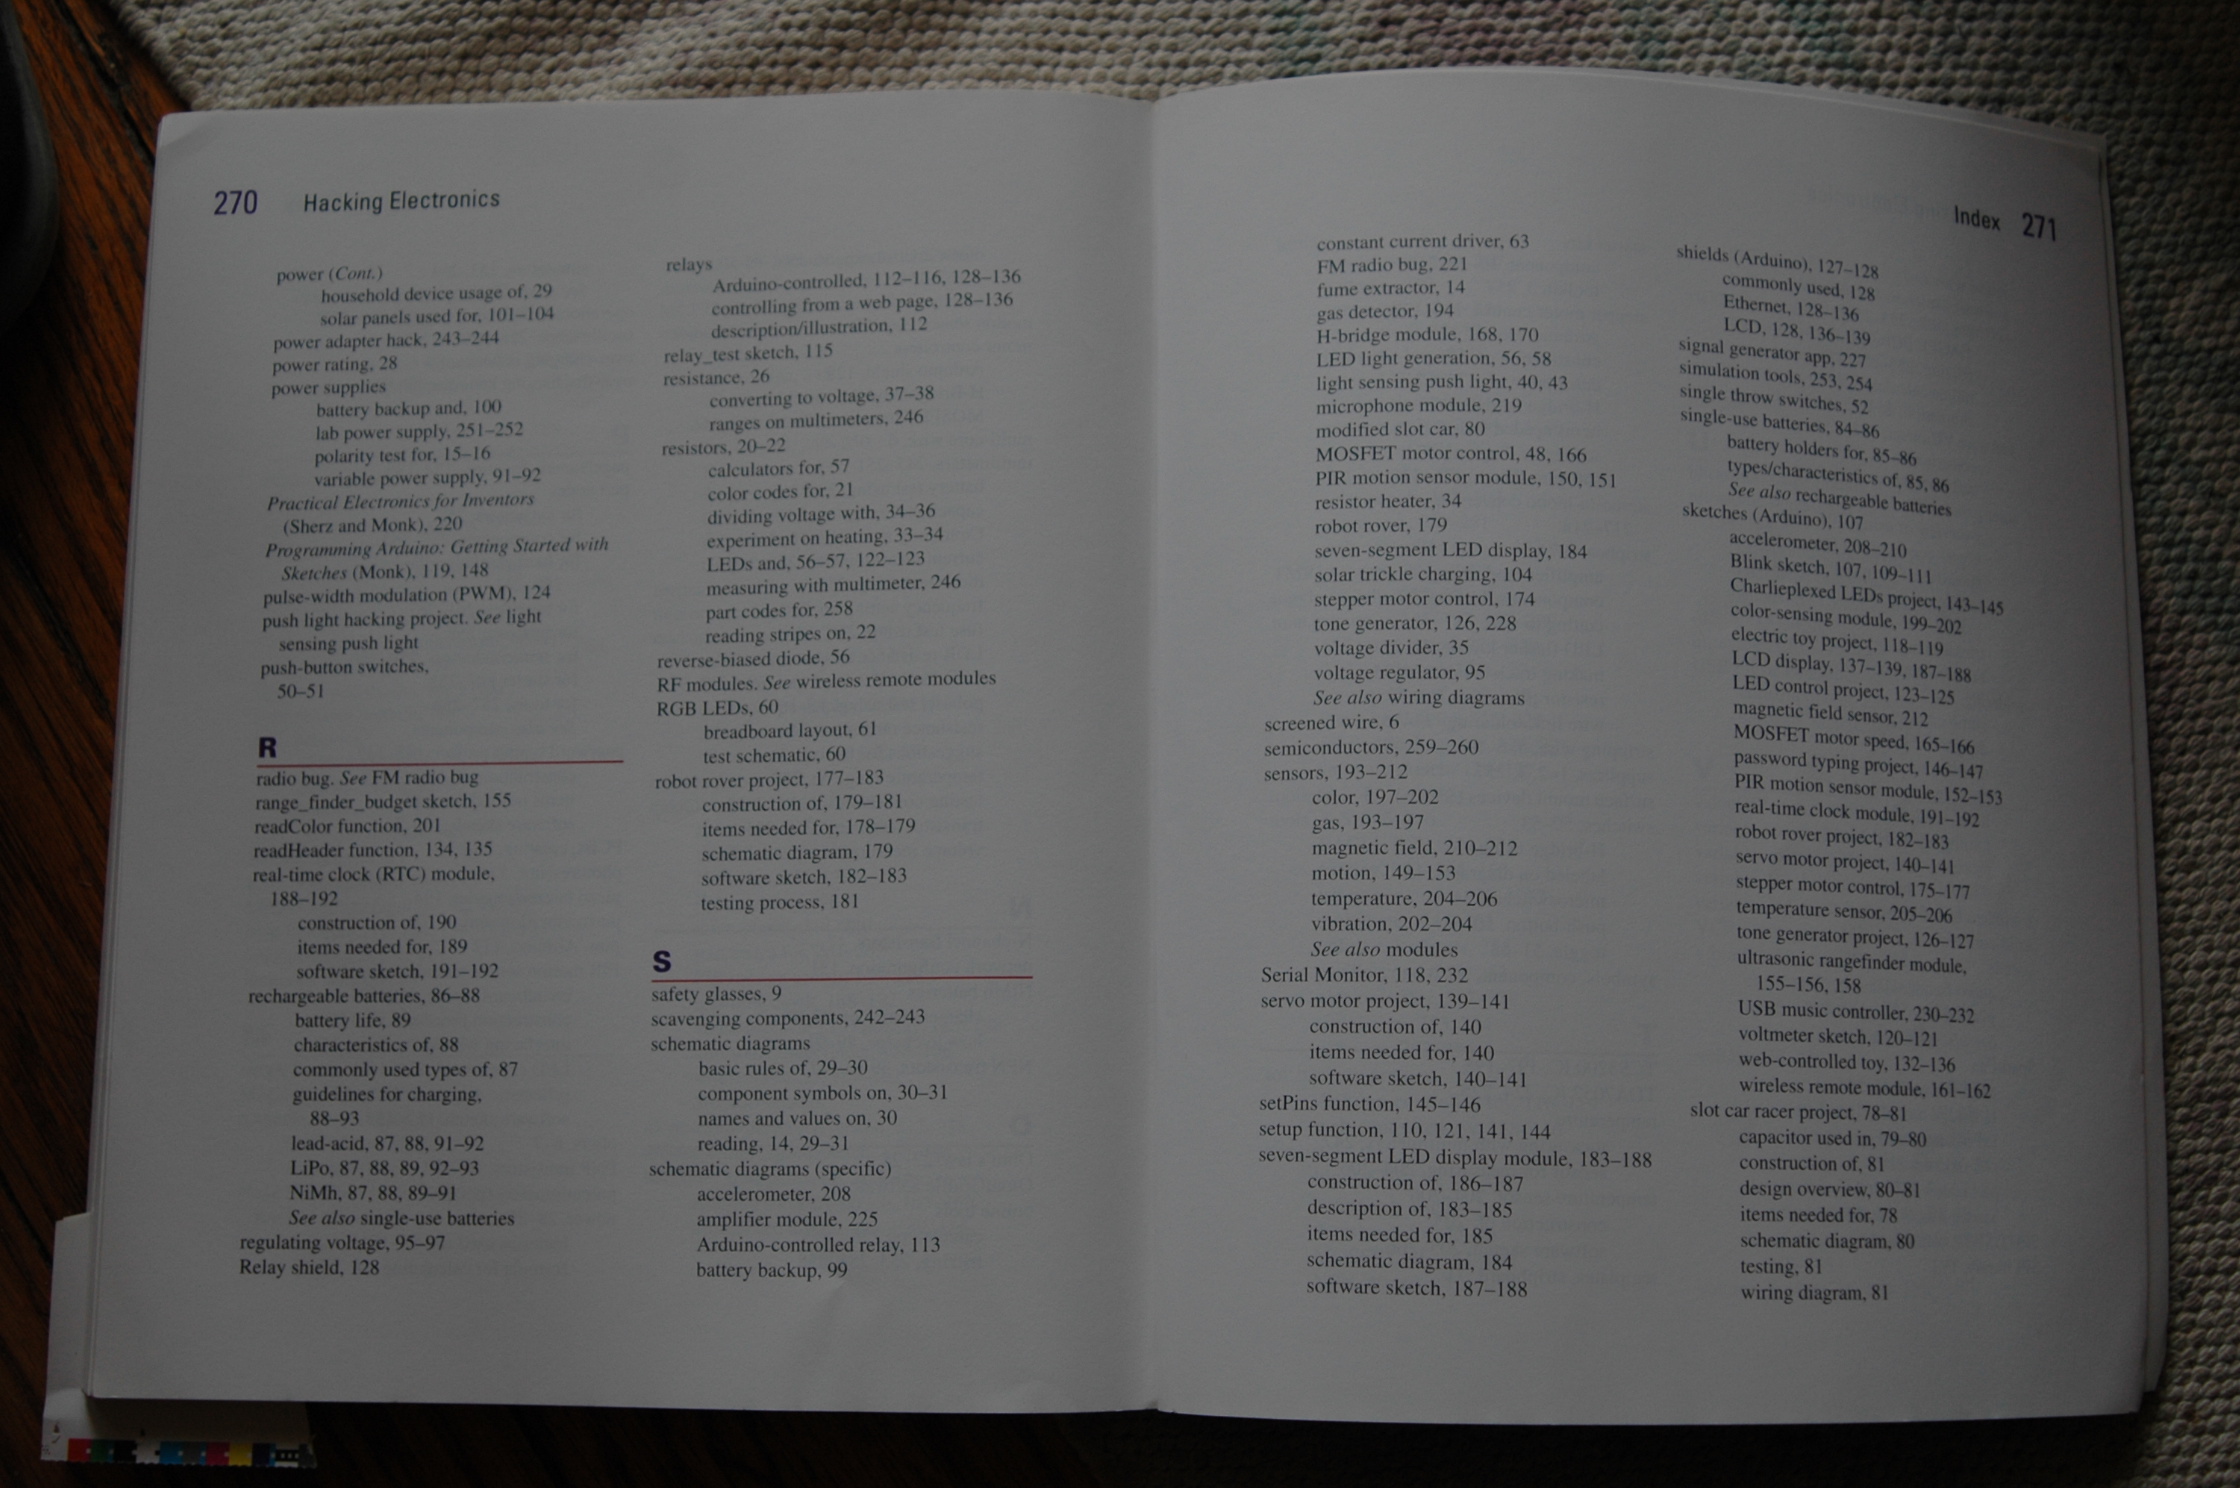 270 Hacking Electronics
power (Cont.)
household device usage of, 29
solar panels used for, 101–104
power adapter hack, 243–244
power rating, 28
power supplies
battery backup and, 100
lab power supply, 251–252
polarity test for, 15–16
variable power supply, 91–92
Practical Electronics for Inventors
(Sherz and Monk), 220
Programming Arduino: Getting Started with
Sketches (Monk), 119, 148
pulse-width modulation (PWM), 124
push light hacking project. See light
sensing push light
push-button switches,
50–51
R
radio bug. See FM radio bug
range_finder_budget sketch, 155
readColor function, 201
readHeader function, 134, 135
real-time clock (RTC) module,
188–192
construction of, 190
items needed for, 189
software sketch, 191–192
rechargeable batteries, 86–88
battery life, 89
characteristics of, 88
commonly used types of, 87
guidelines for charging,
88–93
lead-acid, 87, 88, 91–92
LiPo, 87, 88, 89, 92–93
NiMh, 87, 88, 89–91
See also single-use batteries
regulating voltage, 95–97
Relay shield, 128
relays
Arduino-controlled, 112–116, 128–136
controlling from a web page, 128–136
description/illustration, 112
relay_test sketch, 115
resistance, 26
converting to voltage, 37–38
ranges on multimeters, 246
resistors, 20–22
calculators for, 57
color codes for, 21
dividing voltage with, 34–36
experiment on heating, 33–34
LEDs and, 56–57, 122–123
measuring with multimeter, 246
part codes for, 258
reading stripes on, 22
reverse-biased diode, 56
RF modules. See wireless remote modules
RGB LEDs, 60
breadboard layout, 61
test schematic, 60
robot rover project, 177–183
construction of, 179–181
items needed for, 178–179
schematic diagram, 179
software sketch, 182–183
testing process, 181
S
safety glasses, 9
scavenging components, 242–243
schematic diagrams
basic rules of, 29–30
component symbols on, 30–31
names and values on, 30
reading, 14, 29–31
schematic diagrams (specific)
accelerometer, 208
amplifier module, 225
Arduino-controlled relay, 113
battery backup, 99
Index 271
constant current driver, 63
FM radio bug, 221
fume extractor, 14
gas detector, 194
H-bridge module, 168, 170
LED light generation, 56, 58
light sensing push light, 40, 43
microphone module, 219
modified slot car, 80
MOSFET motor control, 48, 166
PIR motion sensor module, 150, 151
resistor heater, 34
robot rover, 179
seven-segment LED display, 184
solar trickle charging, 104
stepper motor control, 174
tone generator, 126, 228
voltage divider, 35
voltage regulator, 95
See also wiring diagrams
screened wire, 6
semiconductors, 259–260
sensors, 193–212
color, 197–202
gas, 193–197
magnetic field, 210–212
motion, 149–153
temperature, 204–206
vibration, 202–204
See also modules
Serial Monitor, 118, 232
servo motor project, 139–141
construction of, 140
items needed for, 140
software sketch, 140–141
setPins function, 145–146
setup function, 110, 121, 141, 144
seven-segment LED display module, 183–188
construction of, 186–187
description of, 183–185
items needed for, 185
schematic diagram, 184
software sketch, 187–188
shields (Arduino), 127–128
commonly used, 128
Ethernet, 128–136
LCD, 128, 136–139
signal generator app, 227
simulation tools, 253, 254
single throw switches, 52
single-use batteries, 84–86
battery holders for, 85–86
types/characteristics of, 85, 86
See also rechargeable batteries
sketches (Arduino), 107
accelerometer, 208–210
Blink sketch, 107, 109–111
Charlieplexed LEDs project, 143–145
color-sensing module, 199–202
electric toy project, 118–119
LCD display, 137–139, 187–188
LED control project, 123–125
magnetic field sensor, 212
MOSFET motor speed, 165–166
password typing project, 146–147
PIR motion sensor module, 152–153
real-time clock module, 191–192
robot rover project, 182–183
servo motor project, 140–141
stepper motor control, 175–177
temperature sensor, 205–206
tone generator project, 126–127
ultrasonic rangefinder module,
155–156, 158
USB music controller, 230–232
voltmeter sketch, 120–121
web-controlled toy, 132–136
wireless remote module, 161–162
slot car racer project, 78–81
capacitor used in, 79–80
construction of, 81
design overview, 80–81
items needed for, 78
schematic diagram, 80
testing, 81
wiring diagram, 81